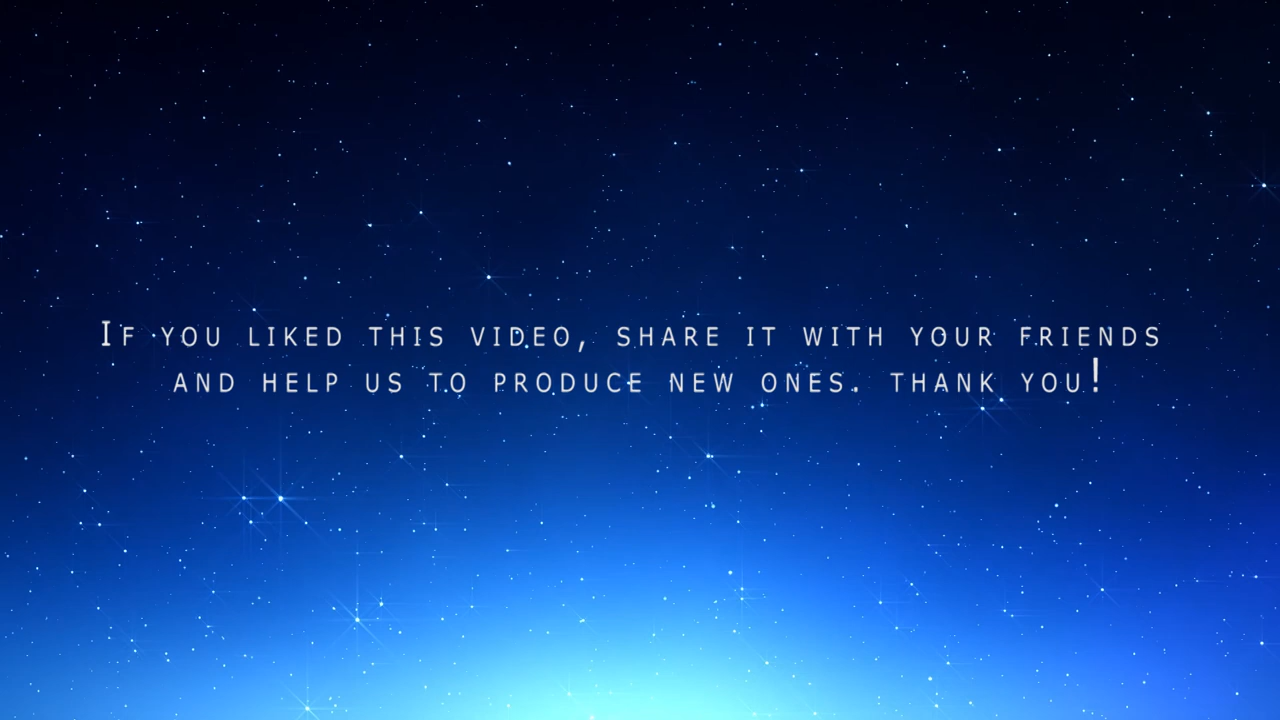 If you liked this video, share it with your friends
and help us to produce new ones. thank you!